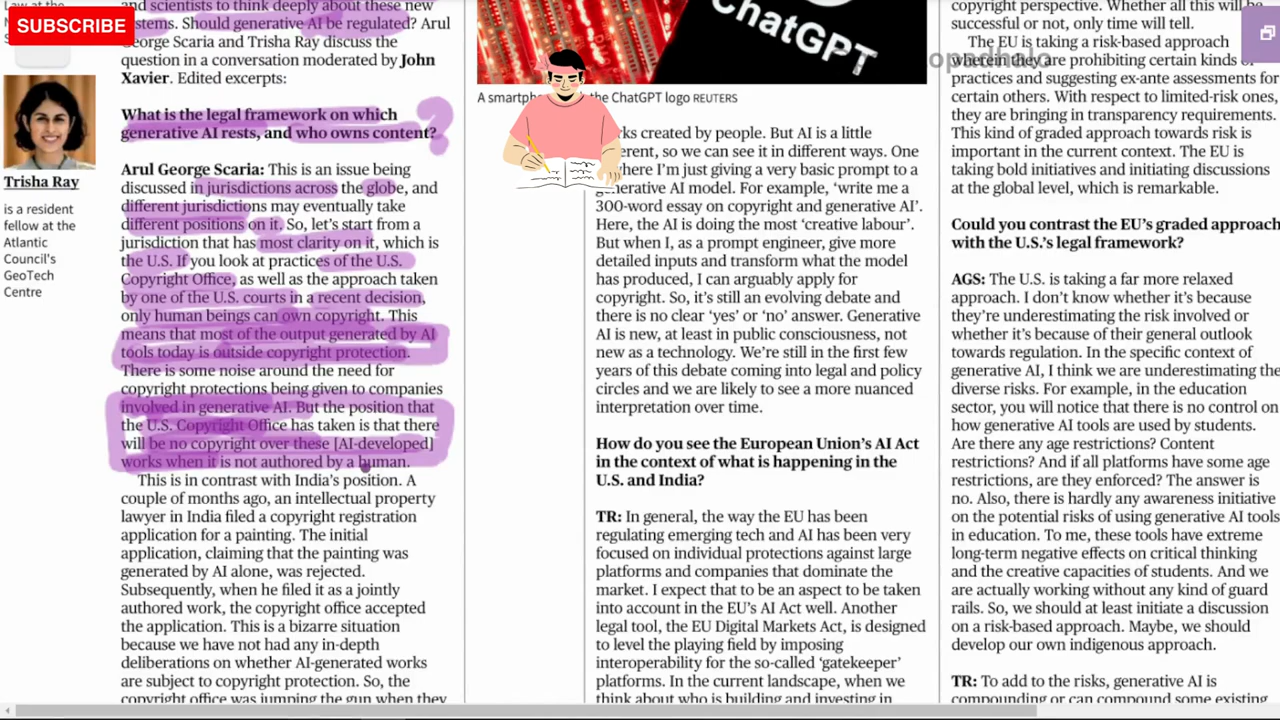 SUBSCRIBE
Law at the
Trisha Ray
is a resident
fellow at the
Atlantic
Council's
GeoTech
Centre
and scientists to think deeply about these new
systems. Should generative AI be regulated? Arul
George Scaria and Trisha Ray discuss the
question in a conversation moderated by John
Xavier. Edited excerpts:
What is the legal framework on which
generative AI rests, and who owns content?
?
Arul George Scaria: This is an issue being
discussed in jurisdictions across the globe, and
different jurisdictions may eventually take
different positions on it. So, let's start from a
jurisdiction that has most clarity on it, which is
the U.S. If you look at practices of the U.S.
Copyright Office, as well as the approach taken
by one of the U.S. courts in a recent decision,
only human beings can own copyright. This
means that most of the output generated by AI
tools today is outside copyright protection.
There is some noise around the need for
copyright protections being given to companies
involved in generative AI. But the position that
the U.S. Copyright Office has taken is that there
will be no copyright over these [AI-developed]
works when it is not authored by a human.
This is in contrast with India's position. A
couple of months ago, an intellectual property
lawyer in India filed a copyright registration
application for a painting. The initial
application, claiming that the painting was
generated by AI alone, was rejected.
Subsequently, when he filed it as a jointly
authored work, the copyright office accepted
the application. This is a bizarre situation
because we have not had any in-depth
deliberations on whether AI-generated works
are subject to copyright protection. So, the
copyright office was jumping the gun when they
ChatGPT
A smartph the ChatGPT logo REUTERS
rks created by people. But AI is a little
erent, so we can see it in different ways. One
where I'm just giving a very basic prompt to a
generative AI model. For example, 'write me a
300-word essay on copyright and generative AI'.
Here, the AI is doing the most 'creative labour'.
But when I, as a prompt engineer, give more
detailed inputs and transform what the model
has produced, I can arguably apply for
copyright. So, it's still an evolving debate and
there is no clear 'yes' or 'no' answer. Generative
AI is new, at least in public consciousness, not
new as a technology. We're still in the first few
years of this debate coming into legal and policy
circles and we are likely to see a more nuanced
interpretation over time.
How do you see the European Union's AI Act
in the context of what is happening in the
U.S. and India?
TR: In general, the way the EU has been
regulating emerging tech and AI has been very
focused on individual protections against large
platforms and companies that dominate the
market. I expect that to be an aspect to be taken
into account in the EU's AI Act well. Another
legal tool, the EU Digital Markets Act, is designed
to level the playing field by imposing
interoperability for the so-called 'gatekeeper'
platforms. In the current landscape, when we
think about who is building and investing in
opadhalo
copyright perspective. Whether all this will be
successful or not, only time will tell.
The EU is taking a risk-based approach
where they are prohibiting certain kinds of
practices and suggesting ex-ante assessments for
certain others. With respect to limited-risk ones,
they are bringing in transparency requirements.
This kind of graded approach towards risk is
important in the current context. The EU is
taking bold initiatives and initiating discussions
at the global level, which is remarkable.
Could you contrast the EU's graded approach
with the U.S.'s legal framework?
AGS: The U.S. is taking a far more relaxed
approach. I don't know whether it's because
they're underestimating the risk involved or
whether it's because of their general outlook
towards regulation. In the specific context of
generative AI, I think we are underestimating the
diverse risks. For example, in the education
sector, you will notice that there is no control on
how generative AI tools are used by students.
Are there any age restrictions? Content
restrictions? And if all platforms have some age
restrictions, are they enforced? The answer is
no. Also, there is hardly any awareness initiative
on the potential risks of using generative AI tools
in education. To me, these tools have extreme
long-term negative effects on critical thinking
and the creative capacities of students. And we
are actually working without any kind of guard
rails. So, we should at least initiate a discussion
on a risk-based approach. Maybe, we should
develop our own indigenous approach.
TR: To add to the risks, generative AI is
compounding or can compound some existing